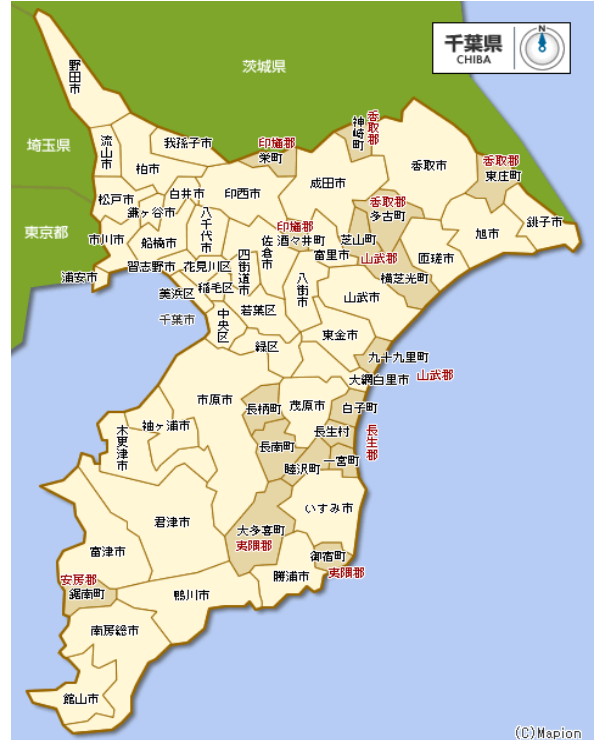 千葉県
CHIBA
N
茨城県
埼玉県
東京都
野田市
流山市
柏市
我孫子市
印旛郡
栄町
神崎町
香取郡
香取市
香取郡
東庄町
松戸市
鎌ヶ谷市
白井市
印西市
成田市
香取郡
多古町
旭市
銚子市
市川市
船橋市
八千代市
佐倉市
印旛郡
酒々井町
芝山町
富里市
山武郡
匝瑳市
横芝光町
浦安市
習志野市
花見川区
四街道市
八街市
美浜区
稲毛区
千葉市
中央区
若葉区
山武市
緑区
東金市
九十九里町
大網白里市
山武郡
市原市
長柄町
茂原市
白子町
袖ヶ浦市
木更津市
長南町
長生村
長生郡
睦沢町
一宮町
君津市
いすみ市
大多喜町
夷隅郡
富津市
御宿町
夷隅郡
勝浦市
安房郡
鋸南町
鴨川市
南房総市
館山市
(C)Mapion